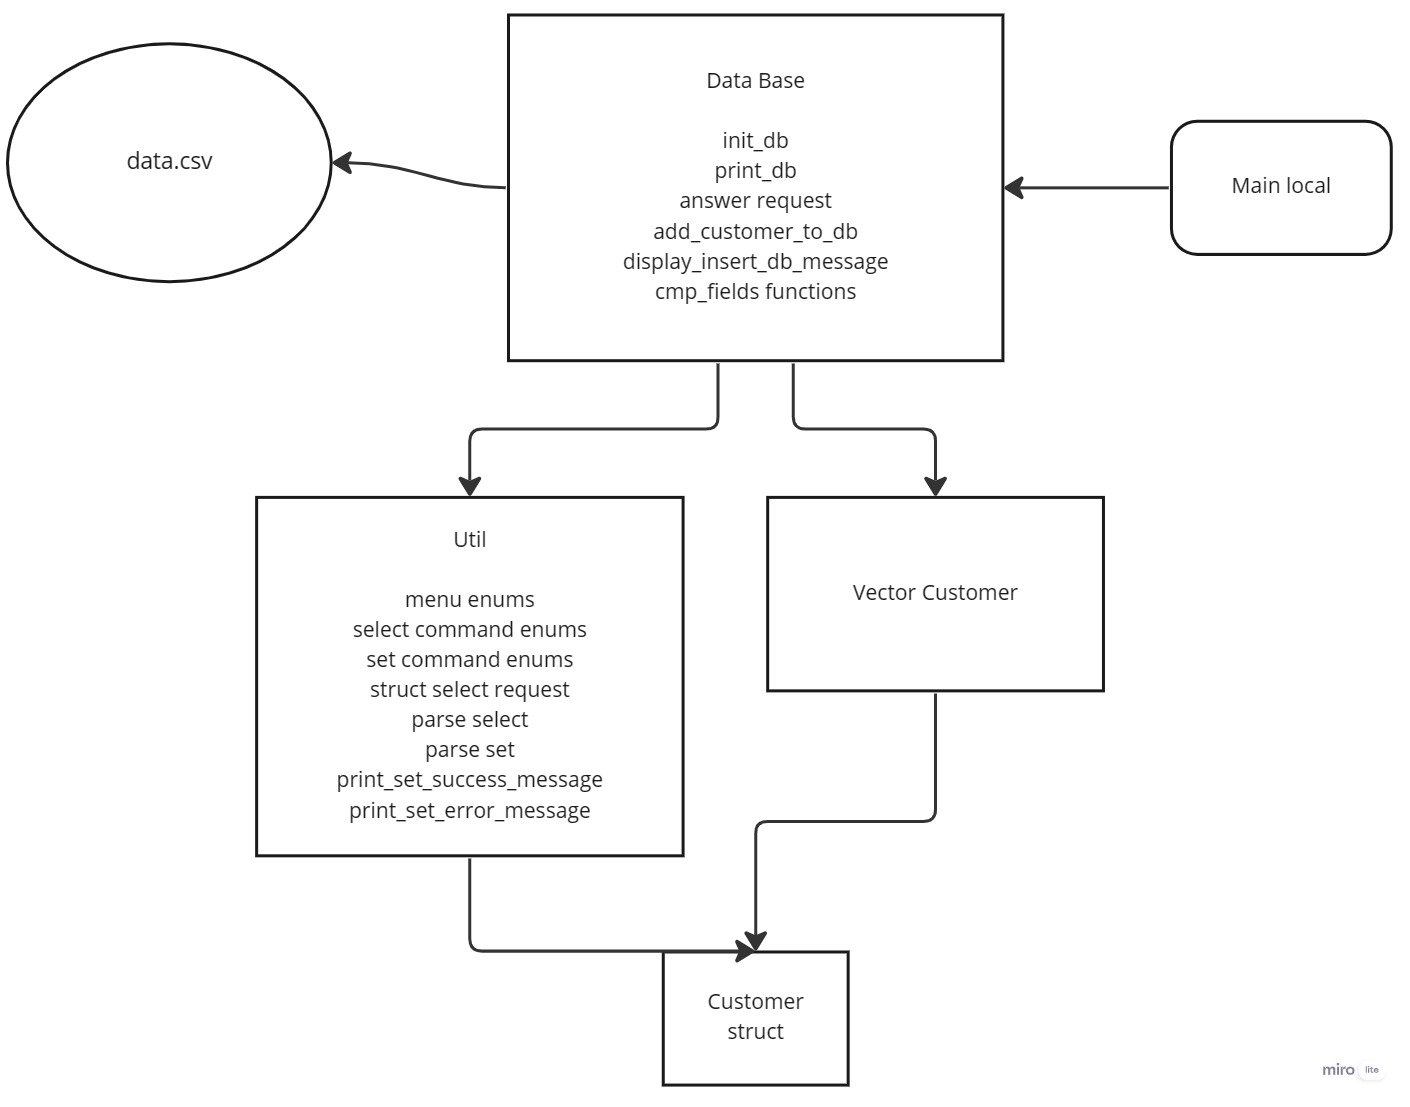 Data Base
init_db
print_db
answer request
add_customer_to_db
display_insert_db_message
cmp_fields functions
data.csv
Main local
Util
menu enums
select command enums
set command enums
struct select request
parse select
parse set
print_set_success_message
print_set_error_message
Vector Customer
Customer
struct
miro lite